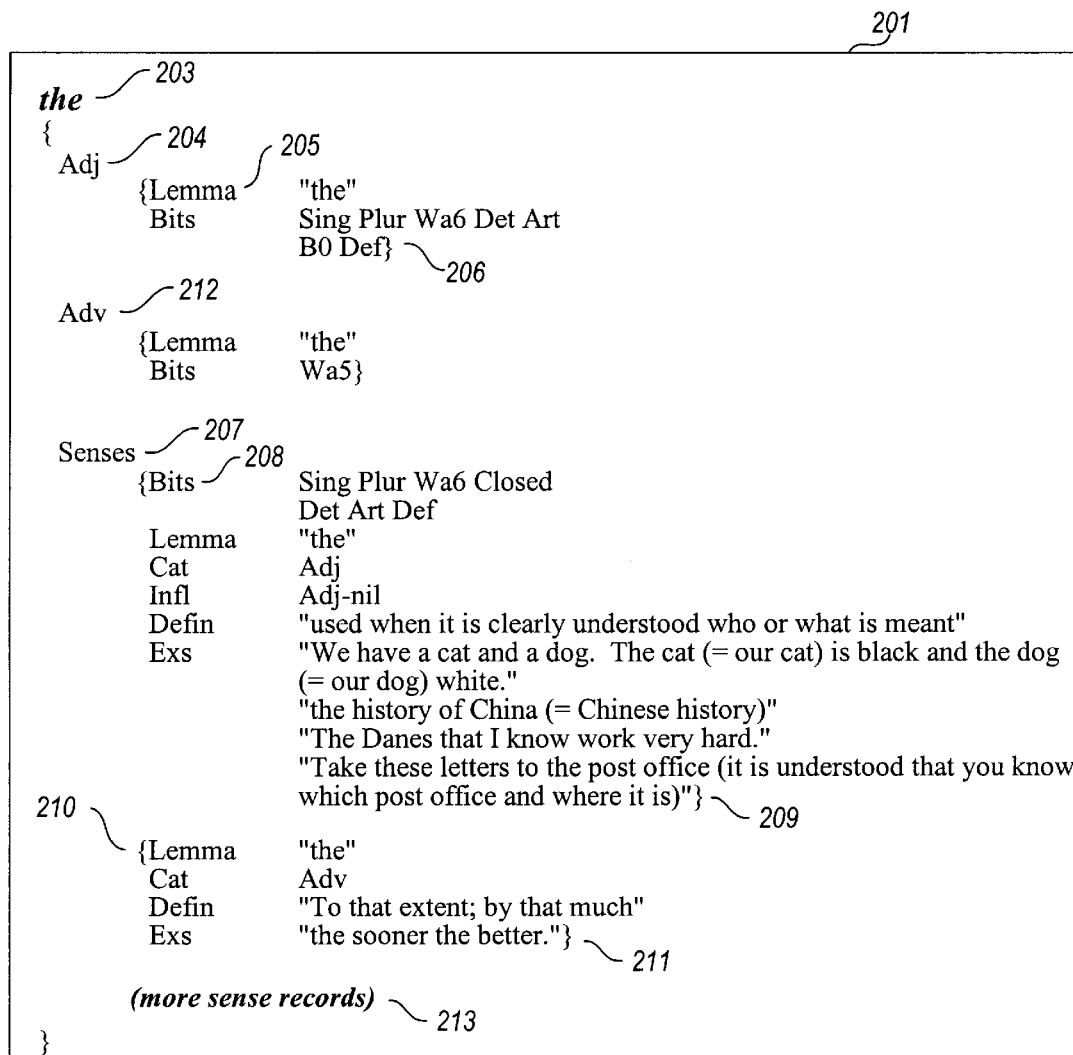 201
the 203
{
Adj 204
{Lemma 205 "the"
Bits Sing Plur Wa6 Det Art
B0 Def} 206
Adv 212
{Lemma "the"
Bits Wa5}
Senses 207
{Bits 208 Sing Plur Wa6 Closed
Det Art Def
Lemma "the"
Cat Adj
Infl Adj-nil
Defin "used when it is clearly understood who or what is meant"
Exs "We have a cat and a dog. The cat (= our cat) is black and the dog
(= our dog) white."
"the history of China (= Chinese history)"
"The Danes that I know work very hard."
"Take these letters to the post office (it is understood that you know
which post office and where it is)"} 209
210 {Lemma "the"
Cat Adv
Defin "To that extent; by that much"
Exs "the sooner the better."} 211
(more sense records) 213
}